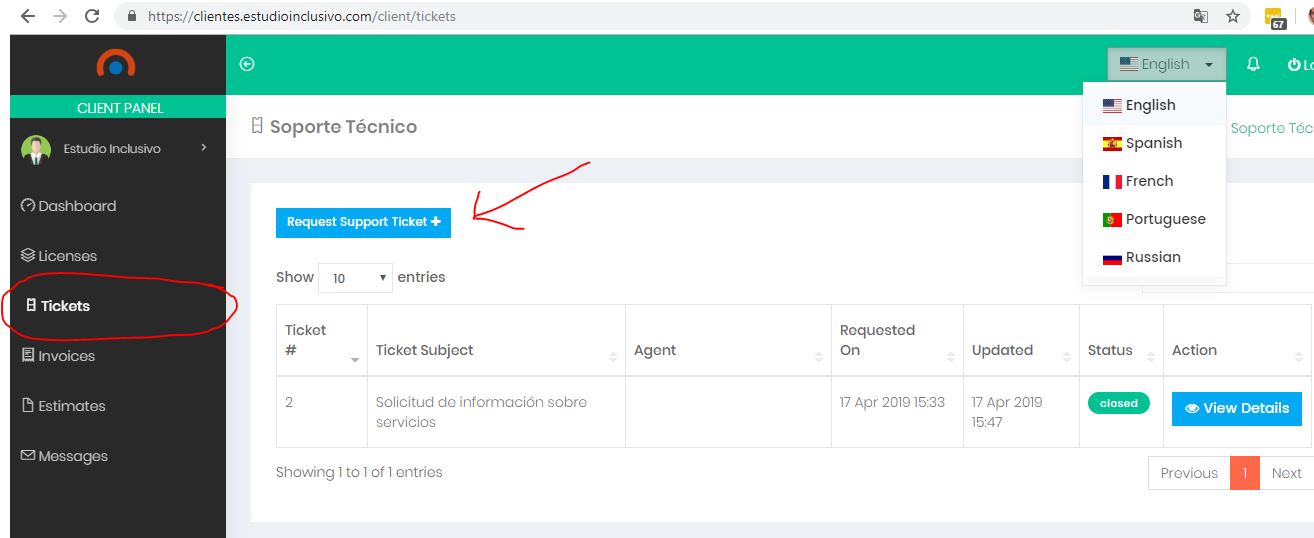 https://clientes.estudioinclusivo.com/client/tickets
67
English
CLIENT PANEL
Estudio Inclusivo
Dashboard
Licenses
Tickets
Invoices
Estimates
Messages
Soporte Técnico
English
Spanish
French
Portuguese
Russian
Request Support Ticket +
Show 10 entries
Ticket #
Ticket Subject
Agent
Requested On
Updated
Status
Action
2
Solicitud de información sobre
servicios
17 Apr 2019 15:33
17 Apr 2019
15:47
closed
View Details
Showing 1 to 1 of 1 entries
Previous
1
Next
Soporte Téc